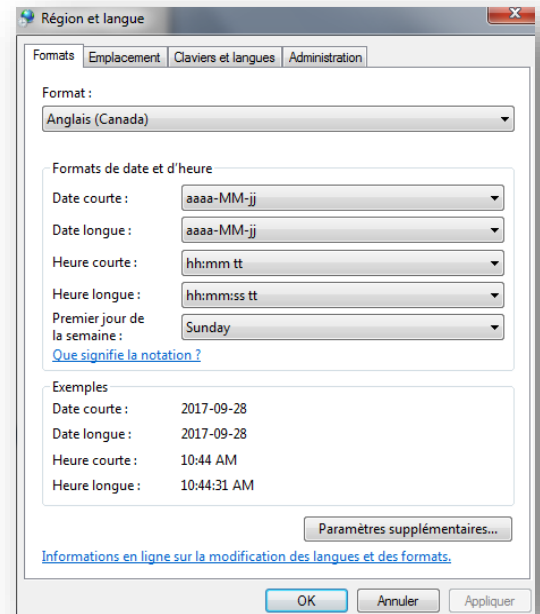 Région et langue
Formats Emplacement Claviers et langues Administration
Format :
Anglais (Canada)
Formats de date et d'heure
Date courte : aaaa-MM-jj
Date longue : aaaa-MM-jj
Heure courte : hh:mm tt
Heure longue : hh:mm:ss tt
Premier jour de
la semaine : Sunday
Que signifie la notation ?
Exemples
Date courte : 2017-09-28
Date longue : 2017-09-28
Heure courte : 10:44 AM
Heure longue : 10:44:31 AM
Paramètres supplémentaires...
Informations en ligne sur la modification des langues et des formats.
OK Annuler Appliquer